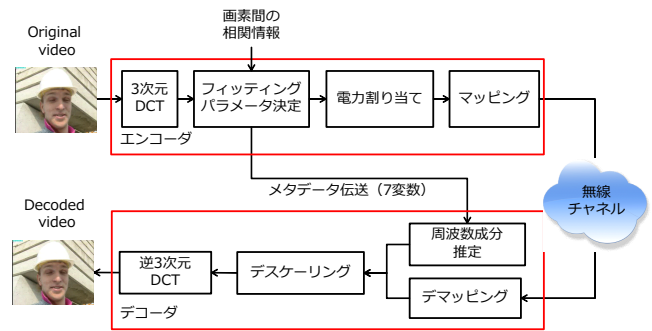 画素間の
相関情報
Original
video
3次元
DCT
フィッティング
パラメータ決定
電力割り当て
マッピング
エンコーダ
メタデータ伝送（7変数）
無線
チャネル
Decoded
video
周波数成分
推定
逆3次元
DCT
デスケーリング
デマッピング
デコーダ